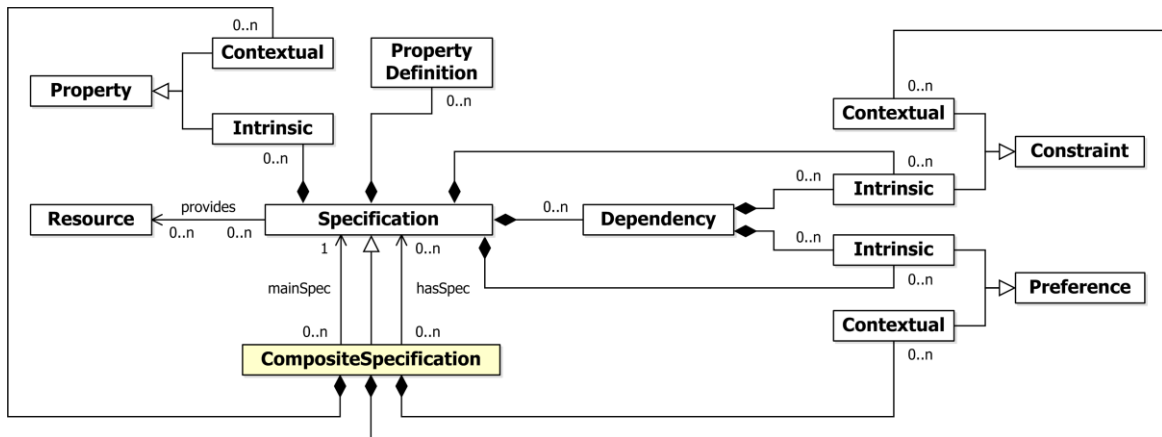 0..n
Contextual
Property
Definition
0..n
Property
0..n
Contextual
Intrinsic
Constraint
0..n
0..n
0..n
Intrinsic
provides
Resource
Specification
0..n
Dependency
0..n
0..n
1
0..n
0..n
Intrinsic
0..n
mainSpec
hasSpec
Preference
0..n
0..n
Contextual
0..n
CompositeSpecification